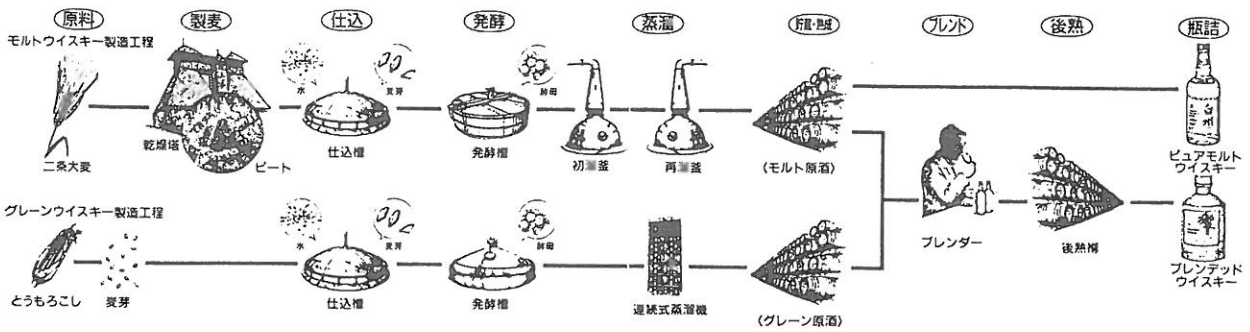 原料
製麦
仕込
発酵
蒸溜
貯蔵・熟成
ブレンド
後熟
瓶詰
モルトウイスキー製造工程
水
麦芽
酵母
乾燥塔
ピート
二条大麦
仕込槽
発酵槽
初溜釜
再溜釜
〈モルト原酒〉
ピュアモルト
ウイスキー
グレーンウイスキー製造工程
水
麦芽
酵母
とうもろこし
麦芽
仕込槽
発酵槽
連続式蒸溜機
〈グレーン原酒〉
ブレンダー
後熟樽
ブレンデッド
ウイスキー